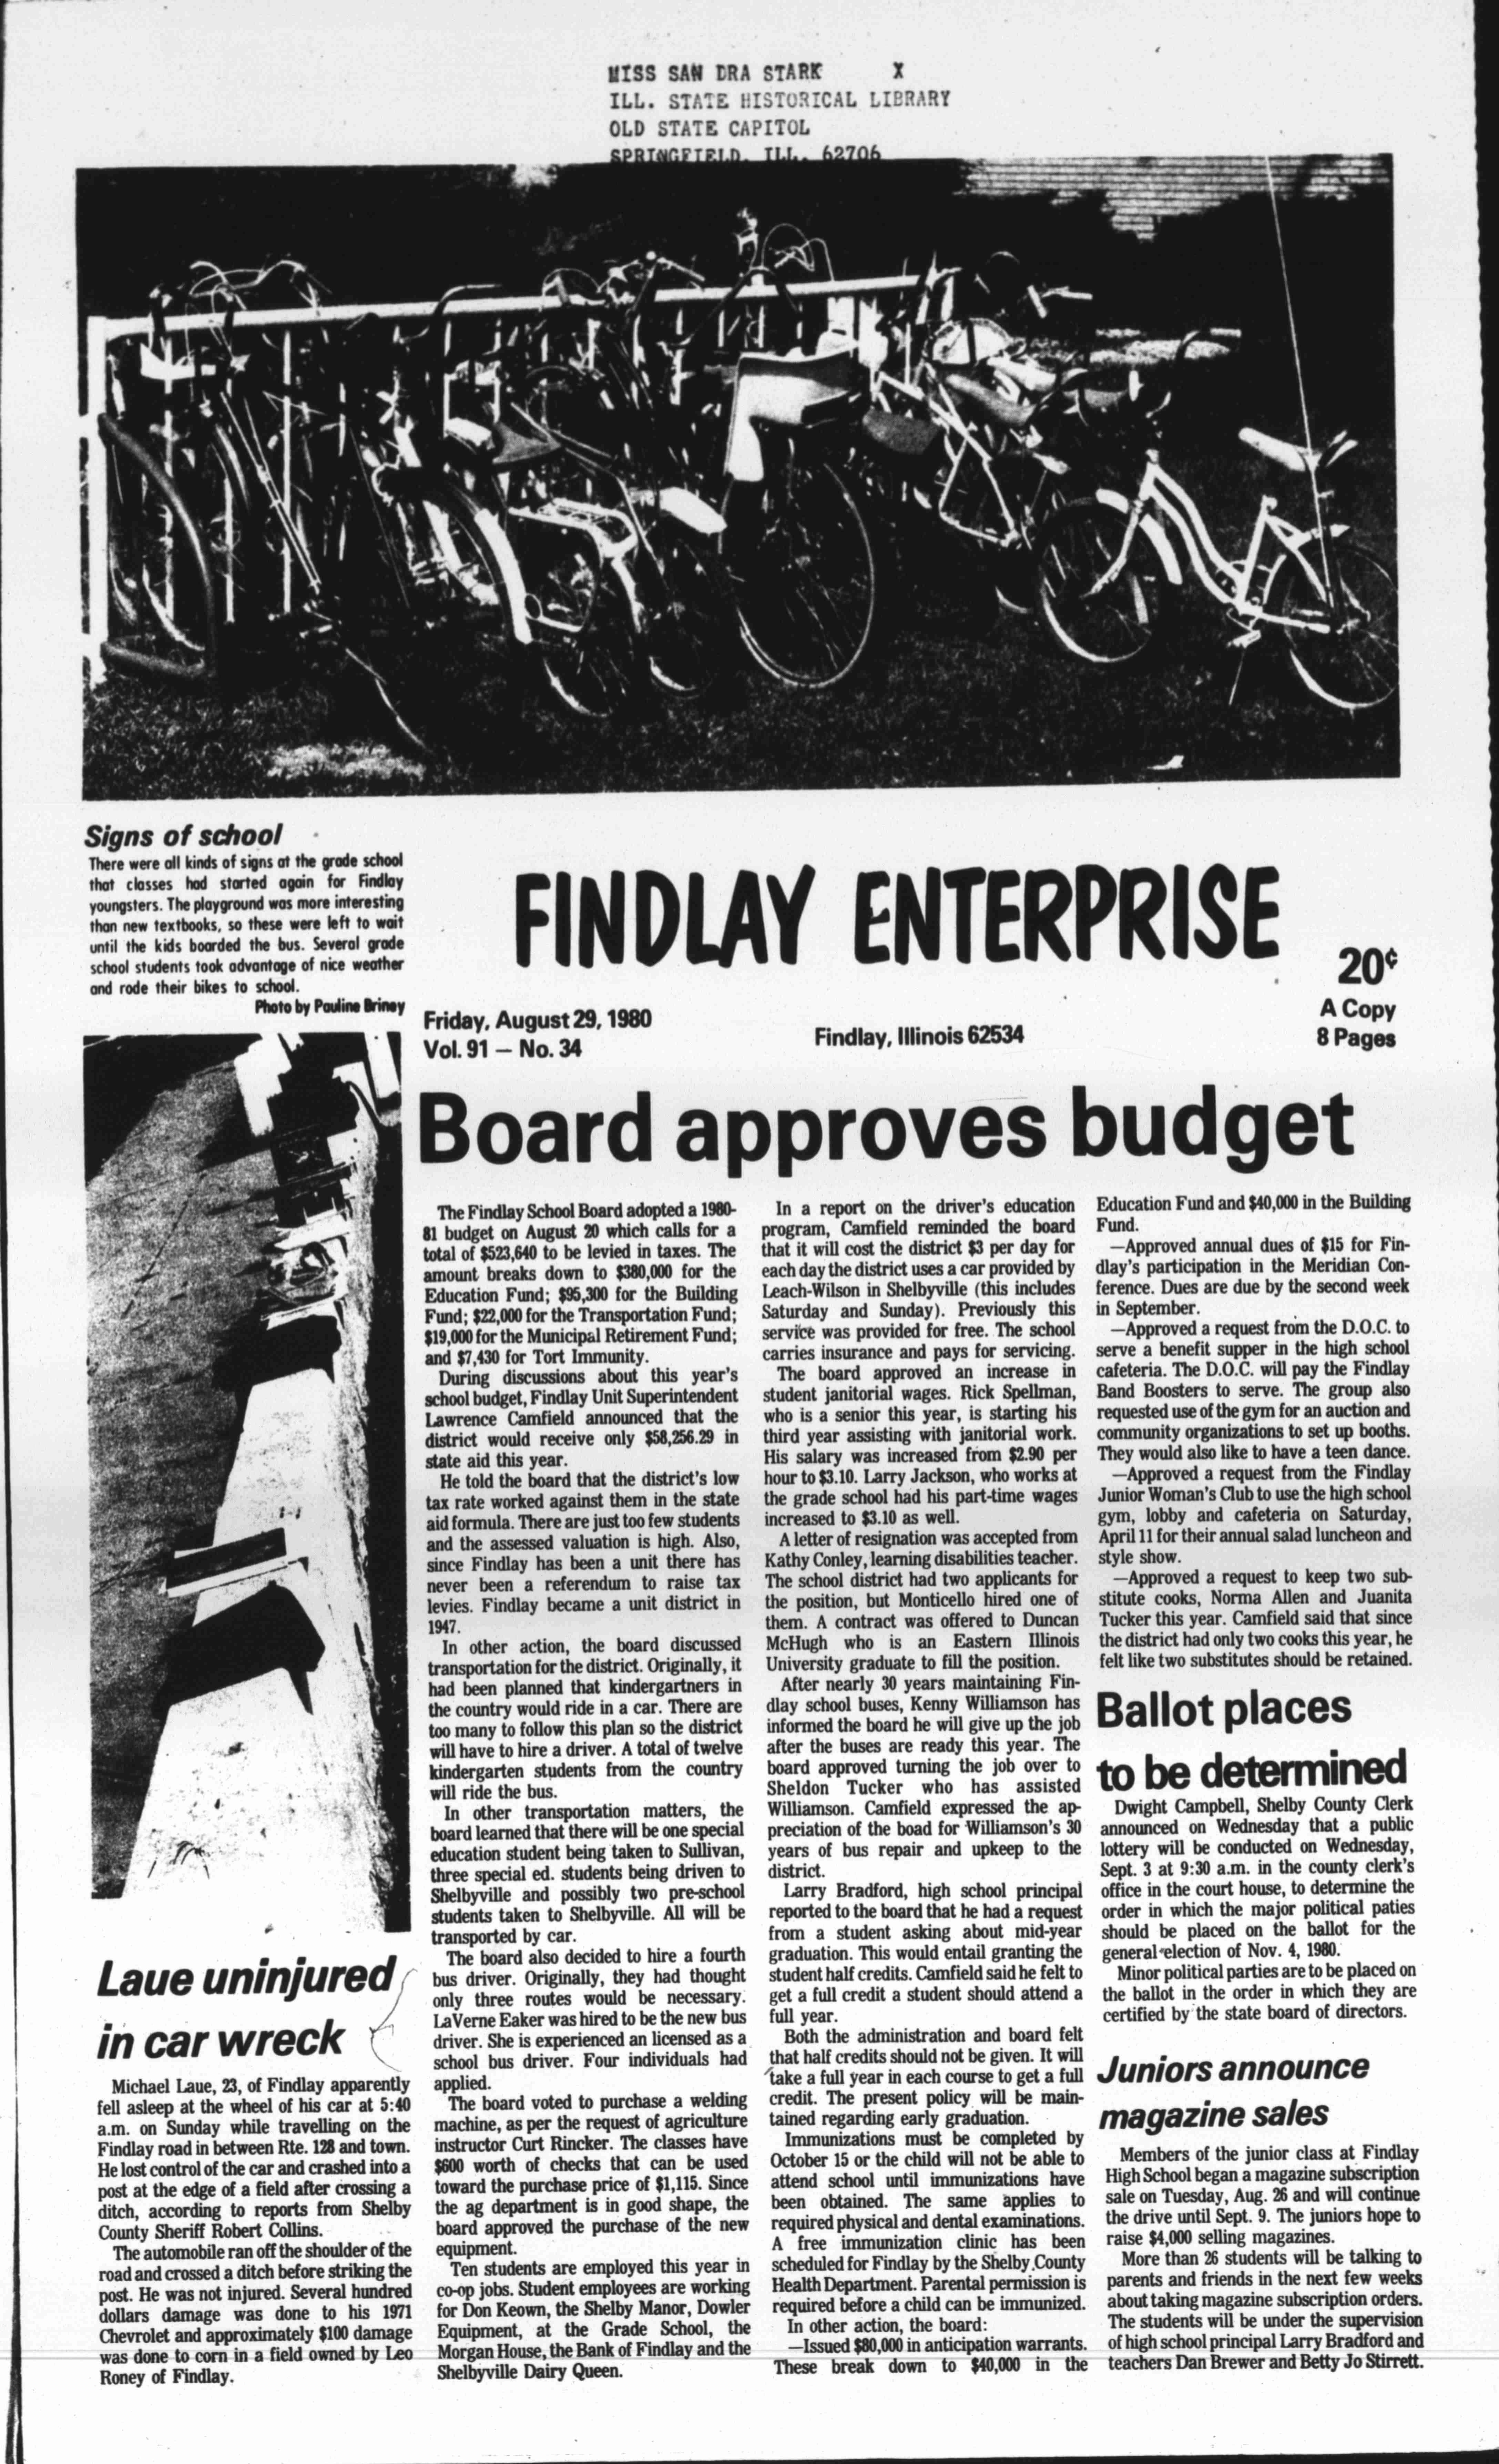 MISS SAN DRA STARK X
ILL. STATE HISTORICAL LIBRARY
OLD STATE CAPITOL
SPRINGFIELD, ILL. 62706
Signs of school
There were all kinds of signs at the grade school
that classes had started again for Findlay
youngsters. The playground was more interesting
than new textbooks, so these were left to wait
until the kids boarded the bus. Several grade
school students took advantage of nice weather
and rode their bikes to school.
Photo by Pauline Briney
FINDLAY ENTERPRISE
20¢
A Copy
8 Pages
Friday, August 29, 1980
Vol. 91 — No. 34
Findlay, Illinois 62534
Board approves budget
The Findlay School Board adopted a 1980-
81 budget on August 20 which calls for a
total of $523,640 to be levied in taxes. The
amount breaks down to $380,000 for the
Education Fund; $95,300 for the Building
Fund; $22,000 for the Transportation Fund;
$19,000 for the Municipal Retirement Fund;
and $7,430 for Tort Immunity.
During discussions about this year's
school budget, Findlay Unit Superintendent
Lawrence Camfield announced that the
district would receive only $58,256.29 in
state aid this year.
He told the board that the district's low
tax rate worked against them in the state
aid formula. There are just too few students
and the assessed valuation is high. Also,
since Findlay has been a unit there has
never been a referendum to raise tax
levies. Findlay became a unit district in
1947.
In other action, the board discussed
transportation for the district. Originally, it
had been planned that kindergartners in
the country would ride in a car. There are
too many to follow this plan so the district
will have to hire a driver. A total of twelve
kindergarten students from the country
will ride the bus.
In other transportation matters, the
board learned that there will be one special
education student being taken to Sullivan,
three special ed. students being driven to
Shelbyville and possibly two pre-school
students taken to Shelbyville. All will be
transported by car.
The board also decided to hire a fourth
bus driver. Originally, they had thought
only three routes would be necessary.
LaVerne Eaker was hired to be the new bus
driver. She is experienced an licensed as a
school bus driver. Four individuals had
applied.
The board voted to purchase a welding
machine, as per the request of agriculture
instructor Curt Rincker. The classes have
$600 worth of checks that can be used
toward the purchase price of $1,115. Since
the ag department is in good shape, the
board approved the purchase of the new
equipment.
Ten students are employed this year in
co-op jobs. Student employees are working
for Don Keown, the Shelby Manor, Dowler
Equipment, at the Grade School, the
Morgan House, the Bank of Findlay and the
Shelbyville Dairy Queen.
In a report on the driver's education
program, Camfield reminded the board
that it will cost the district $3 per day for
each day the district uses a car provided by
Leach-Wilson in Shelbyville (this includes
Saturday and Sunday). Previously this
service was provided for free. The school
carries insurance and pays for servicing.
The board approved an increase in
student janitorial wages. Rick Spellman,
who is a senior this year, is starting his
third year assisting with janitorial work.
His salary was increased from $2.90 per
hour to $3.10. Larry Jackson, who works at
the grade school had his part-time wages
increased to $3.10 as well.
A letter of resignation was accepted from
Kathy Conley, learning disabilities teacher.
The school district had two applicants for
the position, but Monticello hired one of
them. A contract was offered to Duncan
McHugh who is an Eastern Illinois
University graduate to fill the position.
After nearly 30 years maintaining Fin-
dlay school buses, Kenny Williamson has
informed the board he will give up the job
after the buses are ready this year. The
board approved turning the job over to
Sheldon Tucker who has assisted
Williamson. Camfield expressed the ap-
preciation of the boad for Williamson's 30
years of bus repair and upkeep to the
district.
Larry Bradford, high school principal
reported to the board that he had a request
from a student asking about mid-year
graduation. This would entail granting the
student half credits. Camfield said he felt to
get a full credit a student should attend a
full year.
Both the administration and board felt
that half credits should not be given. It will
take a full year in each course to get a full
credit. The present policy will be main-
tained regarding early graduation.
Immunizations must be completed by
October 15 or the child will not be able to
attend school until immunizations have
been obtained. The same applies to
required physical and dental examinations.
A free immunization clinic has been
scheduled for Findlay by the Shelby County
Health Department. Parental permission is
required before a child can be immunized.
In other action, the board:
—Issued $80,000 in anticipation warrants.
These break down to $40,000 in the
Education Fund and $40,000 in the Building
Fund.
—Approved annual dues of $15 for Fin-
dlay's participation in the Meridian Con-
ference. Dues are due by the second week
in September.
—Approved a request from the D.O.C. to
serve a benefit supper in the high school
cafeteria. The D.O.C. will pay the Findlay
Band Boosters to serve. The group also
requested use of the gym for an auction and
community organizations to set up booths.
They would also like to have a teen dance.
—Approved a request from the Findlay
Junior Woman's Club to use the high school
gym, lobby and cafeteria on Saturday,
April 11 for their annual salad luncheon and
style show.
—Approved a request to keep two sub-
stitute cooks, Norma Allen and Juanita
Tucker this year. Camfield said that since
the district had only two cooks this year, he
felt like two substitutes should be retained.
Ballot places
to be determined
Dwight Campbell, Shelby County Clerk
announced on Wednesday that a public
lottery will be conducted on Wednesday,
Sept. 3 at 9:30 a.m. in the county clerk's
office in the court house, to determine the
order in which the major political paties
should be placed on the ballot for the
general election of Nov. 4, 1980.
Minor political parties are to be placed on
the ballot in the order in which they are
certified by the state board of directors.
Juniors announce
magazine sales
Members of the junior class at Findlay
High School began a magazine subscription
sale on Tuesday, Aug. 26 and will continue
the drive until Sept. 9. The juniors hope to
raise $4,000 selling magazines.
More than 26 students will be talking to
parents and friends in the next few weeks
about taking magazine subscription orders.
The students will be under the supervision
of high school principal Larry Bradford and
teachers Dan Brewer and Betty Jo Stirrett.
Laue uninjured
in car wreck
Michael Laue, 23, of Findlay apparently
fell asleep at the wheel of his car at 5:40
a.m. on Sunday while travelling on the
Findlay road in between Rte. 128 and town.
He lost control of the car and crashed into a
post at the edge of a field after crossing a
ditch, according to reports from Shelby
County Sheriff Robert Collins.
The automobile ran off the shoulder of the
road and crossed a ditch before striking the
post. He was not injured. Several hundred
dollars damage was done to his 1971
Chevrolet and approximately $100 damage
was done to corn in a field owned by Leo
Roney of Findlay.